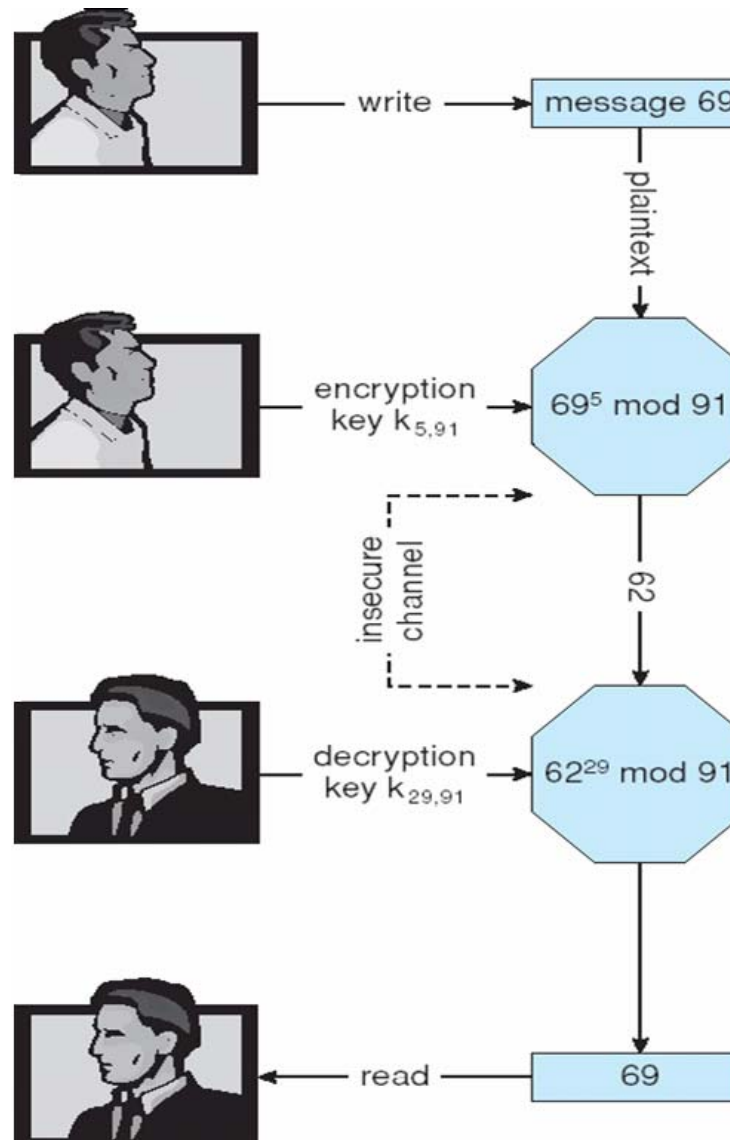 write
message 69
plaintext
encryption
key k₅,₉₁
69⁵ mod 91
insecure
channel
62
decryption
key k₂₉,₉₁
62²⁹ mod 91
read
69